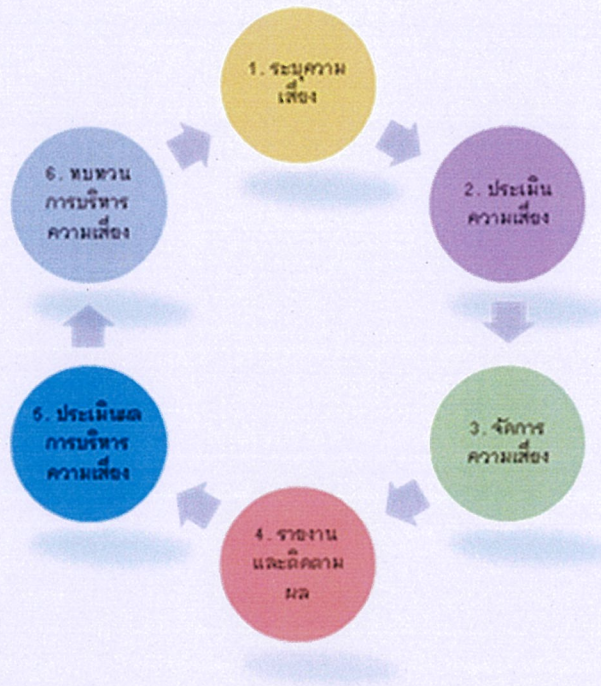 1. ระบุความ
เสี่ยง
2. ประเมิน
ความเสี่ยง
3. จัดการ
ความเสี่ยง
4. รายงาน
และติดตาม
ผล
5. ประเมินผล
การบริหาร
ความเสี่ยง
6. ทบทวน
การบริหาร
ความเสี่ยง